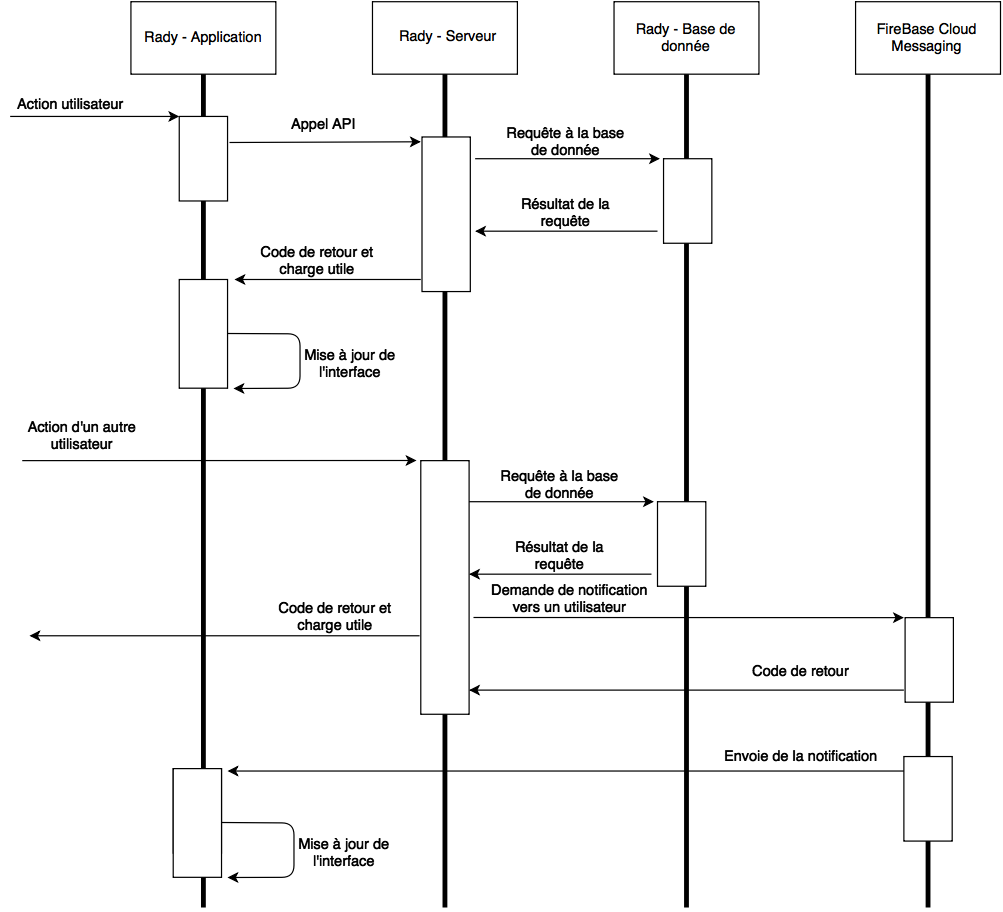 Rady - Application
Rady - Serveur
Rady - Base de
donnée
FireBase Cloud
Messaging
Action utilisateur
Appel API
Requête à la base
de donnée
Résultat de la
requête
Code de retour et
charge utile
Mise à jour de
l'interface
Action d'un autre
utilisateur
Requête à la base
de donnée
Résultat de la
requête
Demande de notification
vers un utilisateur
Code de retour et
charge utile
Code de retour
Envoie de la notification
Mise à jour de
l'interface